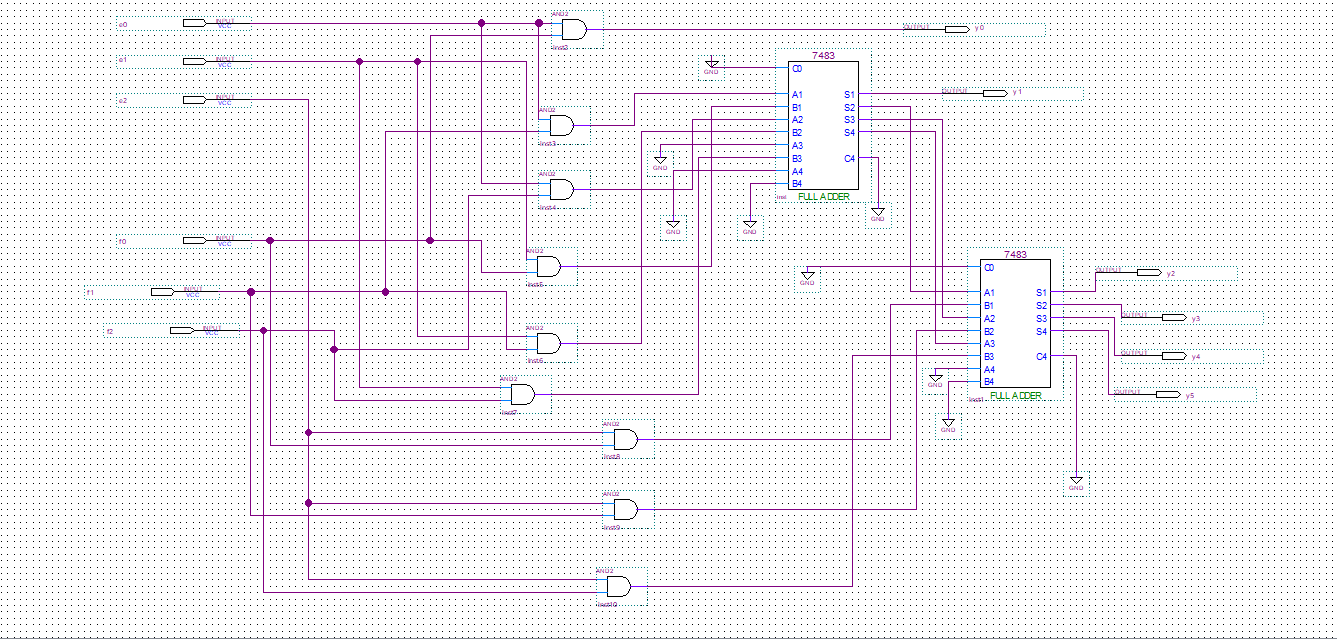 e0
INPUT
VCC
AND2
inst2
OUTPUT
y0
e1
INPUT
VCC
GND
7483
C0
A1
B1
A2
B2
A3
B3
A4
B4
S1
S2
S3
S4
C4
inst
FULL ADDER
e2
INPUT
VCC
OUTPUT
y1
AND2
inst3
GND
AND2
inst4
GND
GND
GND
f0
INPUT
VCC
AND2
inst5
7483
C0
A1
B1
A2
B2
A3
B3
A4
B4
S1
S2
S3
S4
C4
inst1
FULL ADDER
GND
OUTPUT
y2
f1
INPUT
VCC
OUTPUT
y3
f2
INPUT
VCC
AND2
inst6
OUTPUT
y4
AND2
inst7
GND
OUTPUT
y5
AND2
inst8
GND
AND2
inst9
GND
AND2
inst10